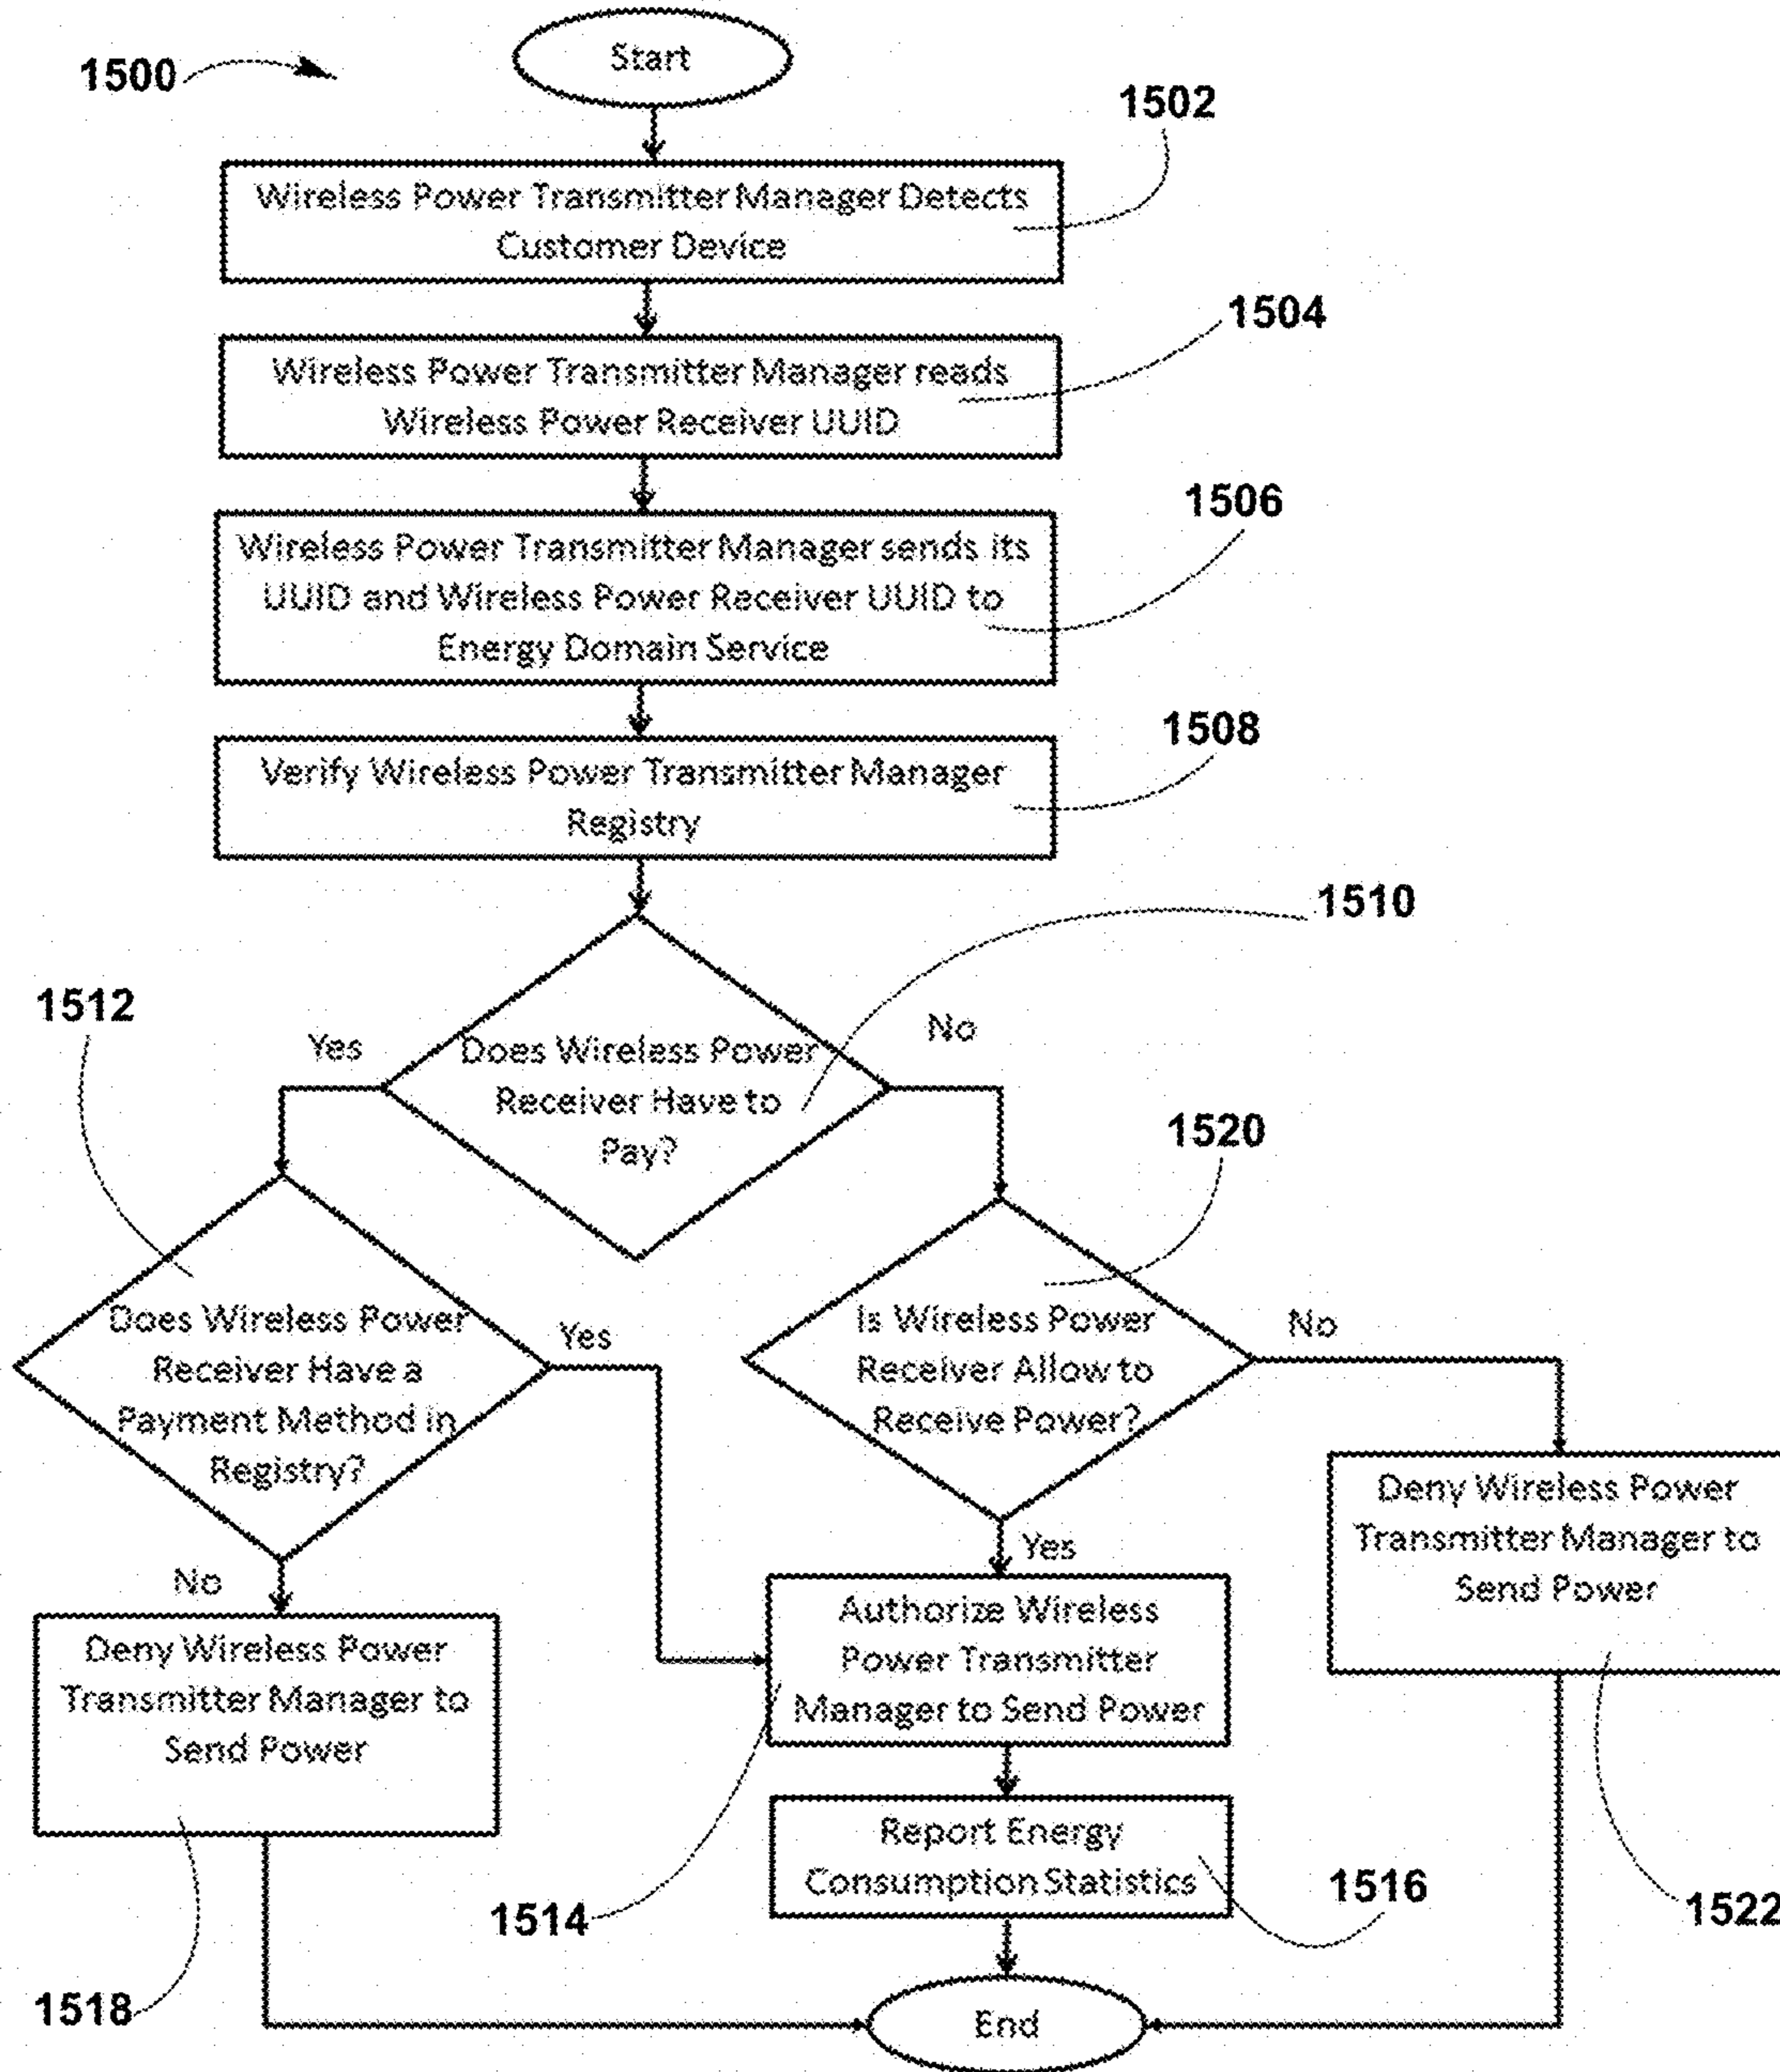 Start
1500
1502
Wireless Power Transmitter Manager Detects
Customer Device
1504
Wireless Power Transmitter Manager reads
Wireless Power Receiver UUID
1506
Wireless Power Transmitter Manager sends its
UUID and Wireless Power Receiver UUID to
Energy Domain Service
1508
Verify Wireless Power Transmitter Manager
Registry
1510
1512
Yes
No
Does Wireless Power
Receiver Have to
Pay?
1520
Does Wireless Power
Receiver Have a
Payment Method in
Registry?
Yes
Is Wireless Power
Receiver Allow to
Receive Power?
No
No
Yes
Deny Wireless Power
Transmitter Manager to
Send Power
Authorize Wireless
Power Transmitter
Manager to Send Power
Deny Wireless Power
Transmitter Manager to
Send Power
Report Energy
Consumption Statistics
1514
1516
1522
1518
End